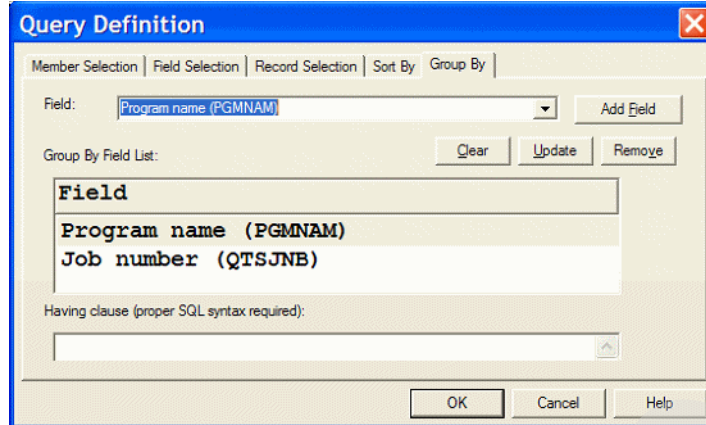 Query Definition
Member Selection Field Selection Record Selection Sort By Group By
Field: Program name (PGMNAM) Add Field
Group By Field List: Clear Update Remove
Field
Program name (PGMNAM)
Job number (QTSJNB)
Having clause (proper SQL syntax required):
OK Cancel Help